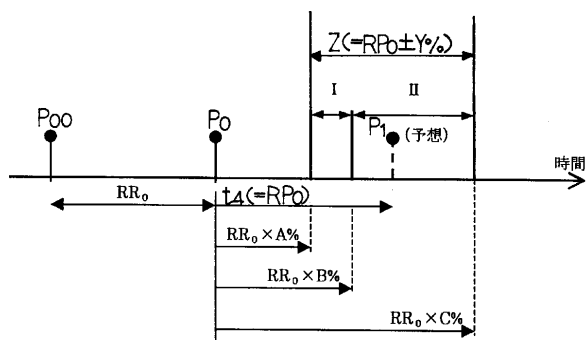 Z(=RP0±Y%)
I II
P00 P0 P1 (予想)
時間
RR0 t4(=RP0)
RR0×A%
RR0×B%
RR0×C%